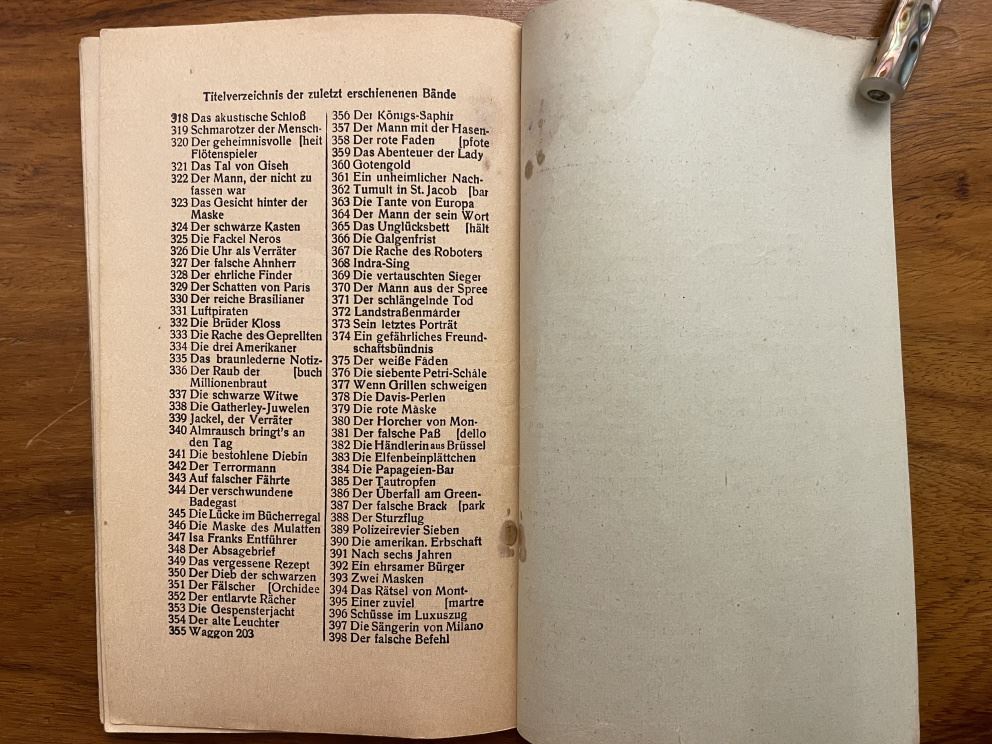 Titelverzeichnis der zuletzt erschienenen Bände
318 Das akustische Schloß
319 Schmarotzer der Mensch-
320 Der geheimnisvolle [heit
Flötenspieler
321 Das Tal von Giseh
322 Der Mann, der nicht zu
fassen war
323 Das Gesicht hinter der
Maske
324 Der schwarze Kasten
325 Die Fackel Neros
326 Die Uhr als Verräter
327 Der falsche Ahnherr
328 Der ehrliche Finder
329 Der Schatten von Paris
330 Der reiche Brasilianer
331 Luftpiraten
332 Die Brüder Kloss
333 Die Rache des Geprellten
334 Die drei Amerikaner
335 Das braunlederne Notiz-
336 Der Raub der [buch
Millionenbraut
337 Die schwarze Witwe
338 Die Gatherley-Juwelen
339 Jackel, der Verräter
340 Almrausch bringt's an
den Tag
341 Die bestohlene Diebin
342 Der Terrormann
343 Auf falscher Fährte
344 Der verschwundene
Badegast
345 Die Lücke im Bücherregal
346 Die Maske des Mulatten
347 Isa Franks Entführer
348 Der Absagebrief
349 Das vergessene Rezept
350 Der Dieb der schwarzen
351 Der Fälscher [Orchidee
352 Der entlarvte Rächer
353 Die Gespensterjacht
354 Der alte Leuchter
355 Waggon 203
356 Der Königs-Saphir
357 Der Mann mit der Hasen-
358 Der rote Faden [pfote
359 Das Abenteuer der Lady
360 Gotengold
361 Ein unheimlicher Nach-
362 Tumult in St. Jacob [bar
363 Die Tante von Europa
364 Der Mann der sein Wort
365 Das Unglücksbett [hält
366 Die Galgenfrist
367 Die Rache des Roboters
368 Indra-Sing
369 Die vertauschten Sieger
370 Der Mann aus der Spree
371 Der schlängelnde Tod
372 Landstraßenmarder
373 Sein letztes Porträt
374 Ein gefährliches Freund-
schaftsbündnis
375 Der weiße Faden
376 Die siebente Petri-Schale
377 Wenn Grillen schweigen
378 Die Davis-Perlen
379 Die rote Maske
380 Der Horcher von Mon-
381 Der falsche Paß [dello
382 Die Händlerin aus Brüssel
383 Die Elfenbeinplättchen
384 Die Papageien-Bar
385 Der Tautropfen
386 Der Überfall am Green-
387 Der falsche Brack [park
388 Der Sturzflug
389 Polizeirevier Sieben
390 Die amerikan. Erbschaft
391 Nach sechs Jahren
392 Ein ehrsamer Bürger
393 Zwei Masken
394 Das Rätsel von Mont-
395 Einer zuviel [martre
396 Schüsse im Luxuszug
397 Die Sängerin von Milano
398 Der falsche Befehl